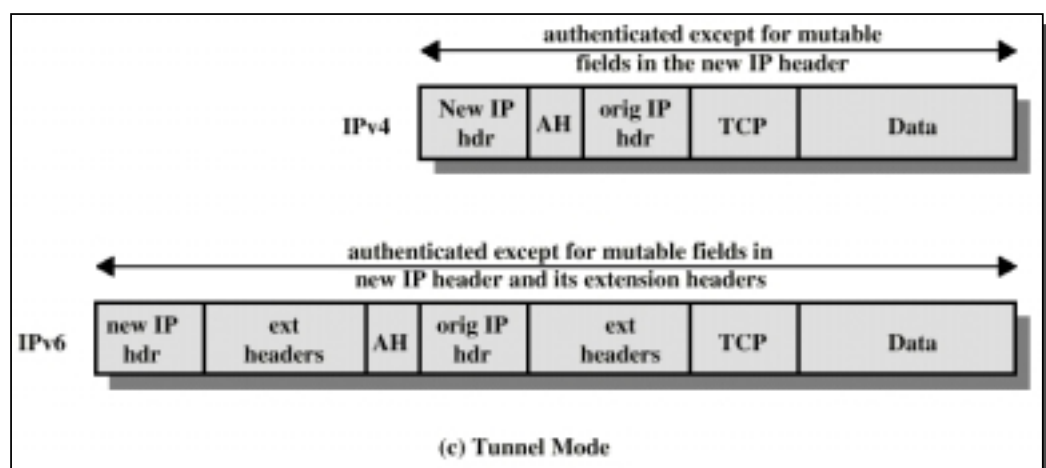 authenticated except for mutable
fields in the new IP header
IPv4
New IP
hdr
AH
orig IP
hdr
TCP
Data
authenticated except for mutable fields in
new IP header and its extension headers
IPv6
new IP
hdr
ext
headers
AH
orig IP
hdr
ext
headers
TCP
Data
(c) Tunnel Mode